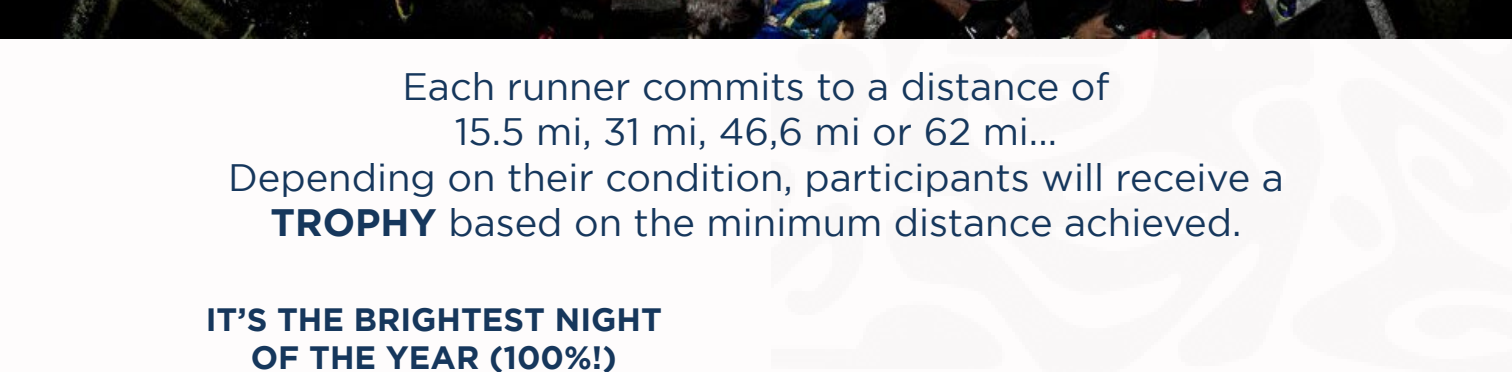 Each runner commits to a distance of
15.5 mi, 31 mi, 46,6 mi or 62 mi...
Depending on their condition, participants will receive a
TROPHY based on the minimum distance achieved.
IT’S THE BRIGHTEST NIGHT
OF THE YEAR (100%!)